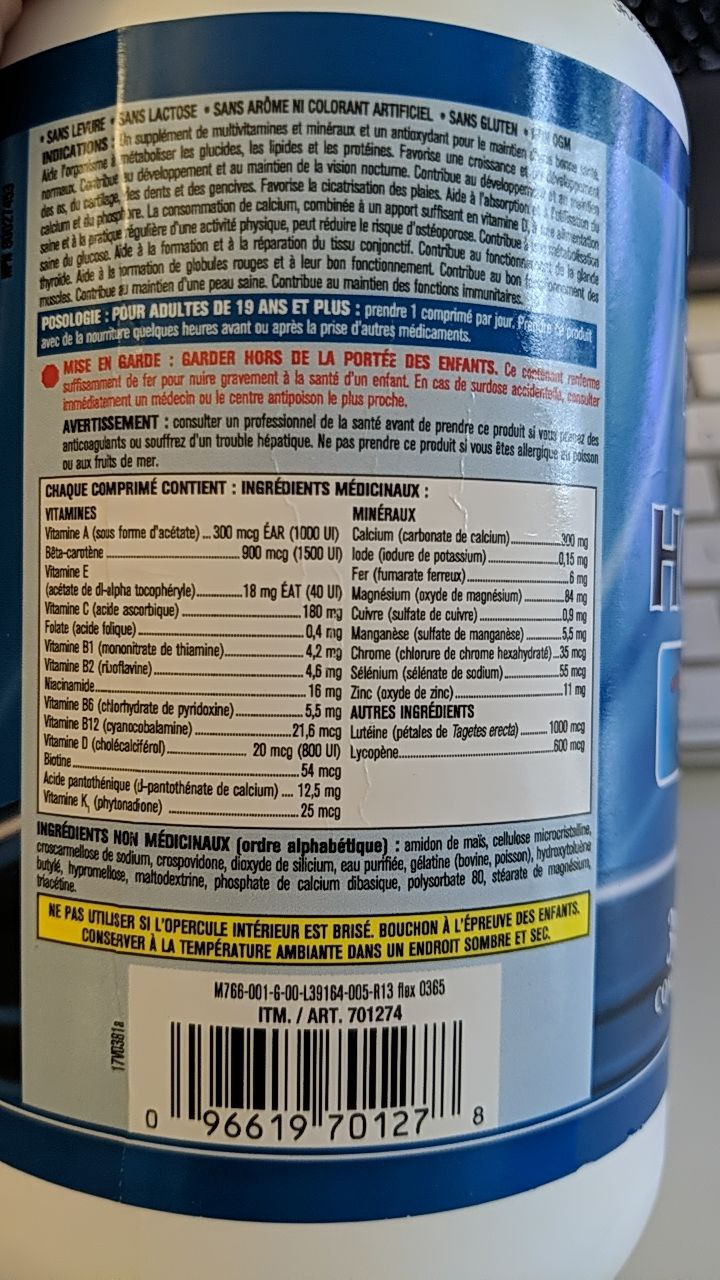 • SANS LEVURE • SANS LACTOSE • SANS ARÔME NI COLORANT ARTIFICIEL • SANS GLUTEN • OGM
INDICATIONS : Un supplément de multivitamines et minéraux et un antioxydant pour le maintien d'une bonne santé.
Aide l'organisme à métaboliser les glucides, les lipides et les protéines. Favorise une croissance et un développement
normaux. Contribue au développement et au maintien de la vision nocturne. Contribue au développement et au maintien
des os, du cartilage, des dents et des gencives. Favorise la cicatrisation des plaies. Aide à l'absorption et à l'utilisation du
calcium et du phosphore. La consommation de calcium, combinée à un apport suffisant en vitamine D, à une alimentation
saine et à la pratique régulière d'une activité physique, peut réduire le risque d'ostéoporose. Contribue à la métabolisation
saine du glucose. Aide à la formation et à la réparation du tissu conjonctif. Contribue au fonctionnement de la glande
thyroïde. Aide à la formation de globules rouges et à leur bon fonctionnement. Contribue au bon fonctionnement des
muscles. Contribue au maintien d'une peau saine. Contribue au maintien des fonctions immunitaires.
POSOLOGIE : POUR ADULTES DE 19 ANS ET PLUS : prendre 1 comprimé par jour. Prendre ce produit
avec de la nourriture quelques heures avant ou après la prise d'autres médicaments.
MISE EN GARDE : GARDER HORS DE LA PORTÉE DES ENFANTS. Ce contenant renferme
suffisamment de fer pour nuire gravement à la santé d'un enfant. En cas de surdose accidentelle, consulter
immédiatement un médecin ou le centre antipoison le plus proche.
AVERTISSEMENT : consulter un professionnel de la santé avant de prendre ce produit si vous prenez des
anticoagulants ou souffrez d'un trouble hépatique. Ne pas prendre ce produit si vous êtes allergique au poisson
ou aux fruits de mer.
CHAQUE COMPRIMÉ CONTIENT : INGRÉDIENTS MÉDICINAUX :
VITAMINES
Vitamine A (sous forme d'acétate) ... 300 mcg ÉAR (1000 UI)
Bêta-carotène ... 900 mcg (1500 UI)
Vitamine E
(acétate de dl-alpha tocophéryle) ... 18 mg ÉAT (40 UI)
Vitamine C (acide ascorbique) ... 180 mg
Folate (acide folique) ... 0,4 mg
Vitamine B1 (mononitrate de thiamine) ... 4,2 mg
Vitamine B2 (riboflavine) ... 4,6 mg
Niacinamide ... 16 mg
Vitamine B6 (chlorhydrate de pyridoxine) ... 5,5 mg
Vitamine B12 (cyanocobalamine) ... 21,6 mcg
Vitamine D (cholécalciférol) ... 20 mcg (800 UI)
Biotine ... 54 mcg
Acide pantothénique (d-pantothénate de calcium) .... 12,5 mg
Vitamine K₁ (phytonadione) ... 25 mcg
MINÉRAUX
Calcium (carbonate de calcium) ... 300 mg
Iode (iodure de potassium) ... 0,15 mg
Fer (fumarate ferreux) ... 6 mg
Magnésium (oxyde de magnésium) ... 84 mg
Cuivre (sulfate de cuivre) ... 0,9 mg
Manganèse (sulfate de manganèse) ... 5,5 mg
Chrome (chlorure de chrome hexahydraté) ... 35 mcg
Sélénium (sélénate de sodium) ... 55 mcg
Zinc (oxyde de zinc) ... 11 mg
AUTRES INGRÉDIENTS
Lutéine (pétales de Tagetes erecta) ... 1000 mcg
Lycopène ... 600 mcg
INGRÉDIENTS NON MÉDICINAUX (ordre alphabétique) : amidon de maïs, cellulose microcristalline,
croscarmellose de sodium, crospovidone, dioxyde de silicium, eau purifiée, gélatine (bovine, poisson), hydroxytoluène
butylé, hypromellose, maltodextrine, phosphate de calcium dibasique, polysorbate 80, stéarate de magnésium,
triacétine.
NE PAS UTILISER SI L'OPERCULE INTÉRIEUR EST BRISÉ. BOUCHON À L'ÉPREUVE DES ENFANTS.
CONSERVER À LA TEMPÉRATURE AMBIANTE DANS UN ENDROIT SOMBRE ET SEC.
M766-001-6-00-L39164-005-R13 flex 0365
ITM. / ART. 701274
17V0381a
0 96619 70127 8